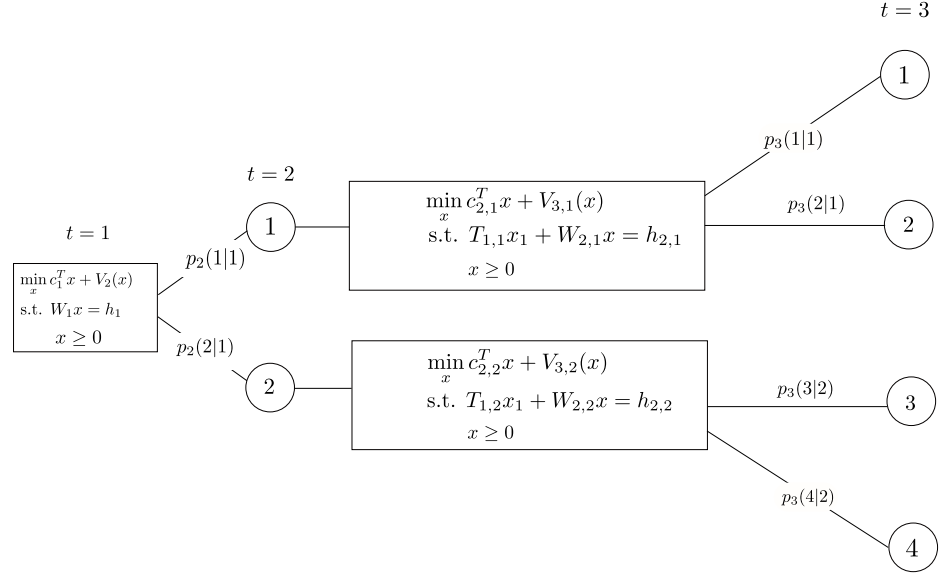 t = 1
min_x c_1^T x + V_2(x)
s.t. W_1 x = h_1
x ≥ 0
p_2(1|1)
p_2(2|1)
t = 2
1
2
min_x c_{2,1}^T x + V_{3,1}(x)
s.t. T_{1,1} x_1 + W_{2,1} x = h_{2,1}
x ≥ 0
min_x c_{2,2}^T x + V_{3,2}(x)
s.t. T_{1,2} x_1 + W_{2,2} x = h_{2,2}
x ≥ 0
p_3(1|1)
p_3(2|1)
p_3(3|2)
p_3(4|2)
t = 3
1
2
3
4